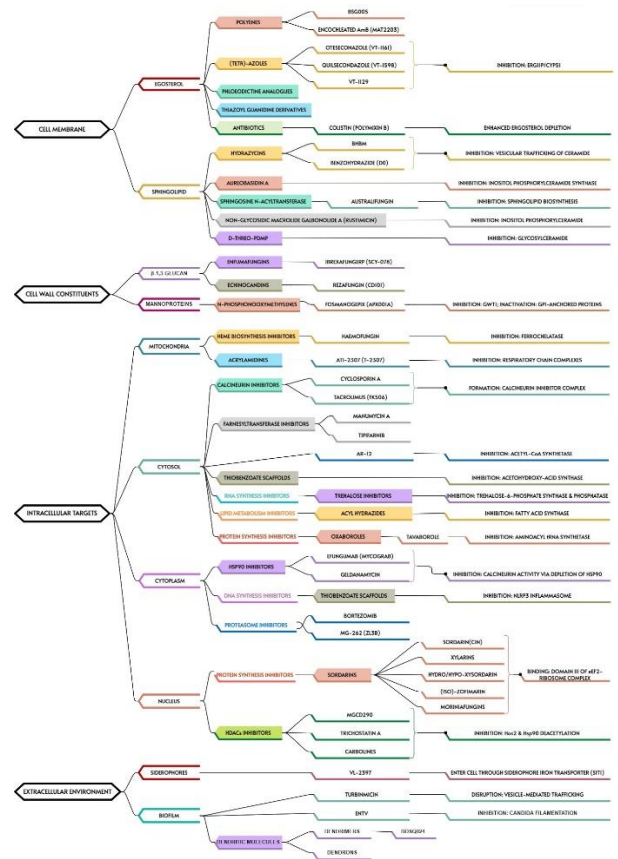 CELL MEMBRANE
EGOSTEROL
POLYENES
BSG005
ENCOCHLEATED AmB (MAT2203)
(TETR)-AZOLES
OTESECONAZOLE (VT-1161)
QUILSECONDAZOLE (VT-1598)
VT-1129
INHIBITION: ERG11P/CYP51
PHLOEODICTINE ANALOGUES
THIAZOYL GUANIDINE DERIVATIVES
ANTIBIOTICS
COLISTIN (POLYMIXIN B)
ENHANCED ERGOSTEROL DEPLETION
SPHINGOLIPID
HYDRAZYCINS
BHBM
BENZOHYDRAZIDE (D0)
INHIBITION: VESICULAR TRAFFICKING OF CERAMIDE
AUREOBASIDIN A
INHIBITION: INOSITOL PHOSPHORYLCERAMIDE SYNTHASE
SPHINGOSINE N-ACYLTRANSFERASE
AUSTRALIFUNGIN
INHIBITION: SPHINGOLIPID BIOSYNTHESIS
NON-GLYCOSIDIC MACROLIDE GALBONOLIDE A (RUSTMICIN)
INHIBITION: INOSITOL PHOSPHORYLCERAMIDE
D-THREO-PDMP
INHIBITION: GLYCOSYLCERAMIDE
CELL WALL CONSTITUENTS
β 1,3 GLUCAN
ENFUMAFUNGINS
IBREXAFUNGERP (SCY-078)
ECHINOCANDINS
REZAFUNGIN (CD101)
MANNOPROTEINS
N-PHOSPHONOOXYMETHYLENES
FOSMANOGEPIX (APX001A)
INHIBITION: GWT1; INACTIVATION: GPI-ANCHORED PROTEINS
INTRACELLULAR TARGETS
MITOCHONDRIA
HEME BIOSYNTHESIS INHIBITORS
HAEMOFUNGIN
INHIBITION: FERROCHELATASE
ACRYLAMIDINES
ATI-2307 (T-2307)
INHIBITION: RESPIRATORY CHAIN COMPLEXES
CYTOSOL
CALCINEURIN INHIBITORS
CYCLOSPORIN A
TACROLIMUS (FK506)
FORMATION: CALCINEURIN INHIBITOR COMPLEX
FARNESYLTRANSFERASE INHIBITORS
MANUMYCIN A
TIPIFARNIB
AR-12
INHIBITION: ACETYL-CoA SYNTHETASE
THIOBENZOATE SCAFFOLDS
INHIBITION: ACETOHYDROXY-ACID SYNTHASE
RNA SYNTHESIS INHIBITORS
TREHALOSE INHIBITORS
INHIBITION: TREHALOSE-6-PHOSPHATE SYNTHASE & PHOSPHATASE
LIPID METABOLISM INHIBITORS
ACYL HYDRAZIDES
INHIBITION: FATTY ACID SYNTHASE
PROTEIN SYNTHESIS INHIBITORS
OXABOROLES
TAVABOROLE
INHIBITION: AMINOACYL tRNA SYNTHETASE
CYTOPLASM
HSP90 INHIBITORS
EFUNGUMAB (MYCOGRAB)
GELDANAMYCIN
INHIBITION: CALCINEURIN ACTIVITY VIA DEPLETION OF HSP90
DNA SYNTHESIS INHIBITORS
THIOBENZOATE SCAFFOLDS
INHIBITION: NLRP3 INFLAMMASOME
PROTEASOME INHIBITORS
BORTEZOMIB
MG-262 (ZL3B)
NUCLEUS
PROTEIN SYNTHESIS INHIBITORS
SORDARINS
SORDARIN(CIN)
XYLARINS
HYDRO/HYPO-XYSORDARIN
(ISO)-ZOFIMARIN
MORINIAFUNGINS
BINDING: DOMAIN III OF eEF2-
RIBOSOME COMPLEX
HDACs INHIBITORS
MGCD290
TRICHOSTATIN A
CARBOLINES
INHIBITION: Hos2 & Hsp90 DEACETYLATION
EXTRACELLULAR ENVIRONMENT
SIDEROPHORES
VL-2397
ENTER CELL THROUGH SIDEROPHORE IRON TRANSPORTER (SIT1)
BIOFILM
TURBINMICIN
DISRUPTION: VESICLE-MEDIATED TRAFFICKING
ENTV
INHIBITION: CANDIDA FILAMENTATION
DENDRITIC MOLECULES
DENDRIMERS
DENDRONS